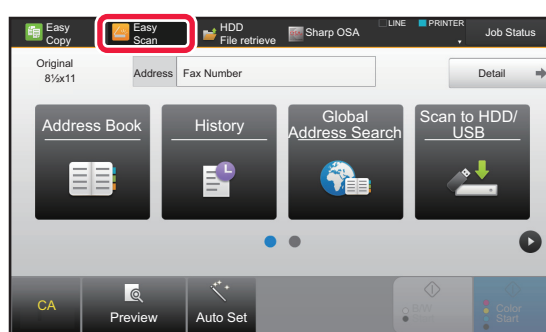 Easy
Copy
Easy
Scan
HDD
File retrieve
Sharp OSA
LINE
PRINTER
Job Status
Original
8½x11
Address
Fax Number
Detail
Address Book
History
Global
Address Search
Scan to HDD/
USB
CA
Preview
Auto Set
B/W
Start
Color
Start